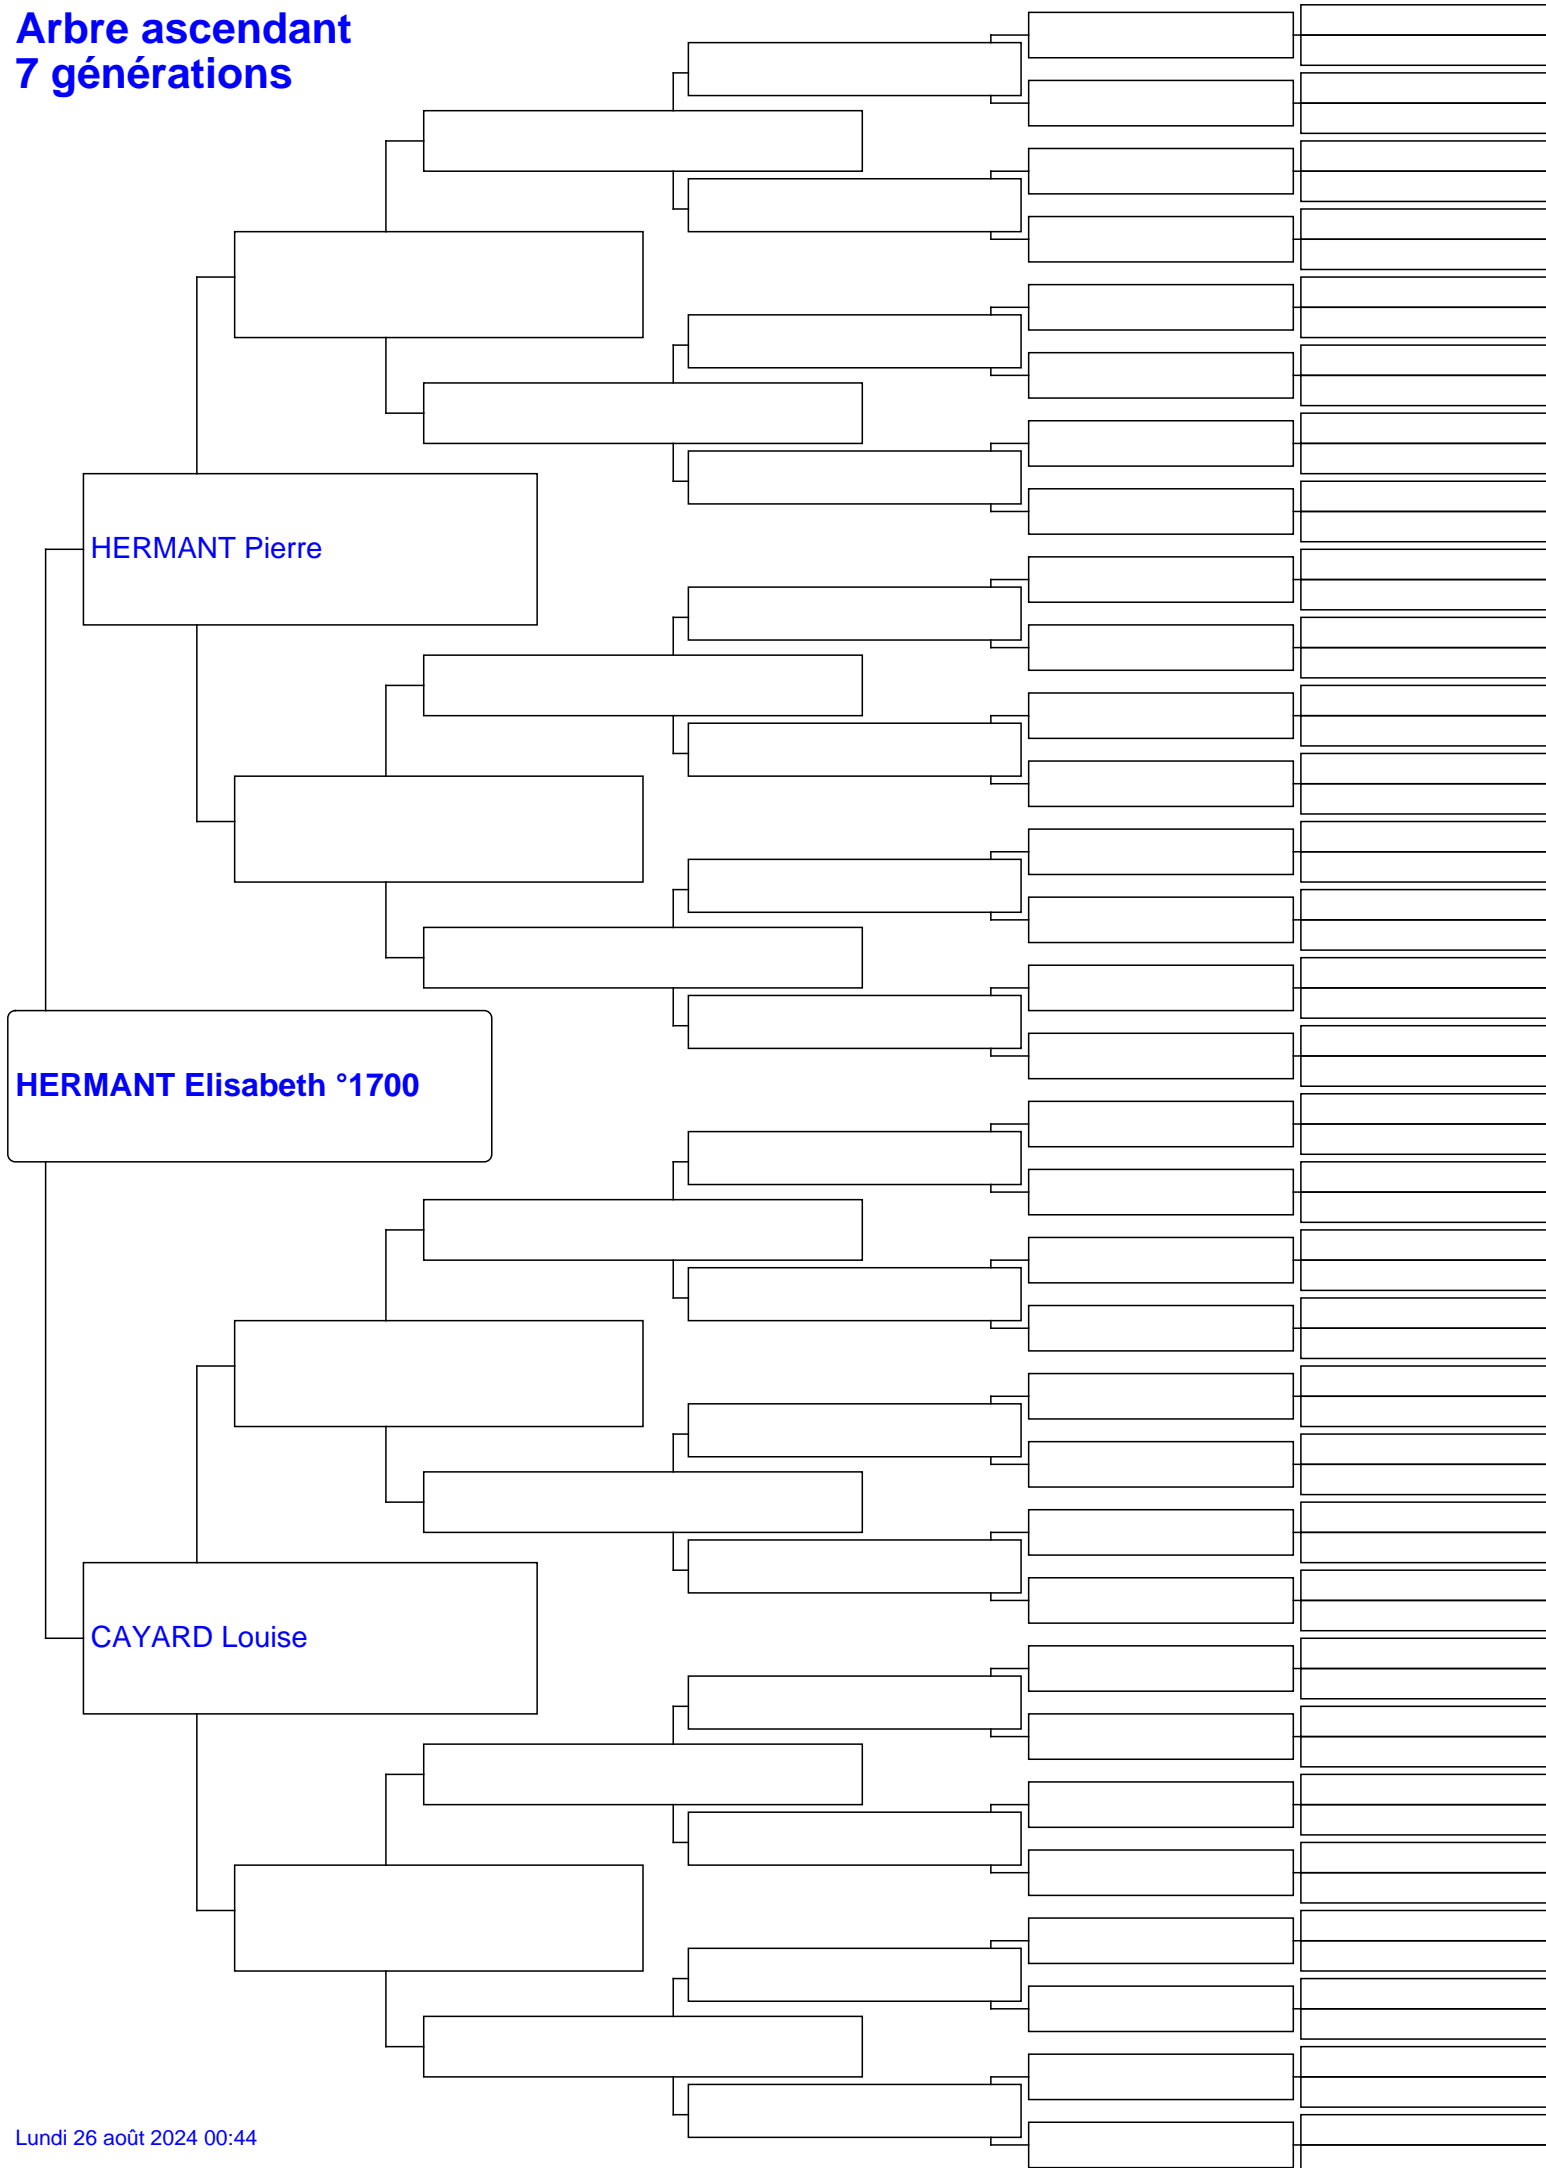 Arbre ascendant
7 générations
HERMANT Pierre
HERMANT Elisabeth °1700
CAYARD Louise
Lundi 26 août 2024 00:44